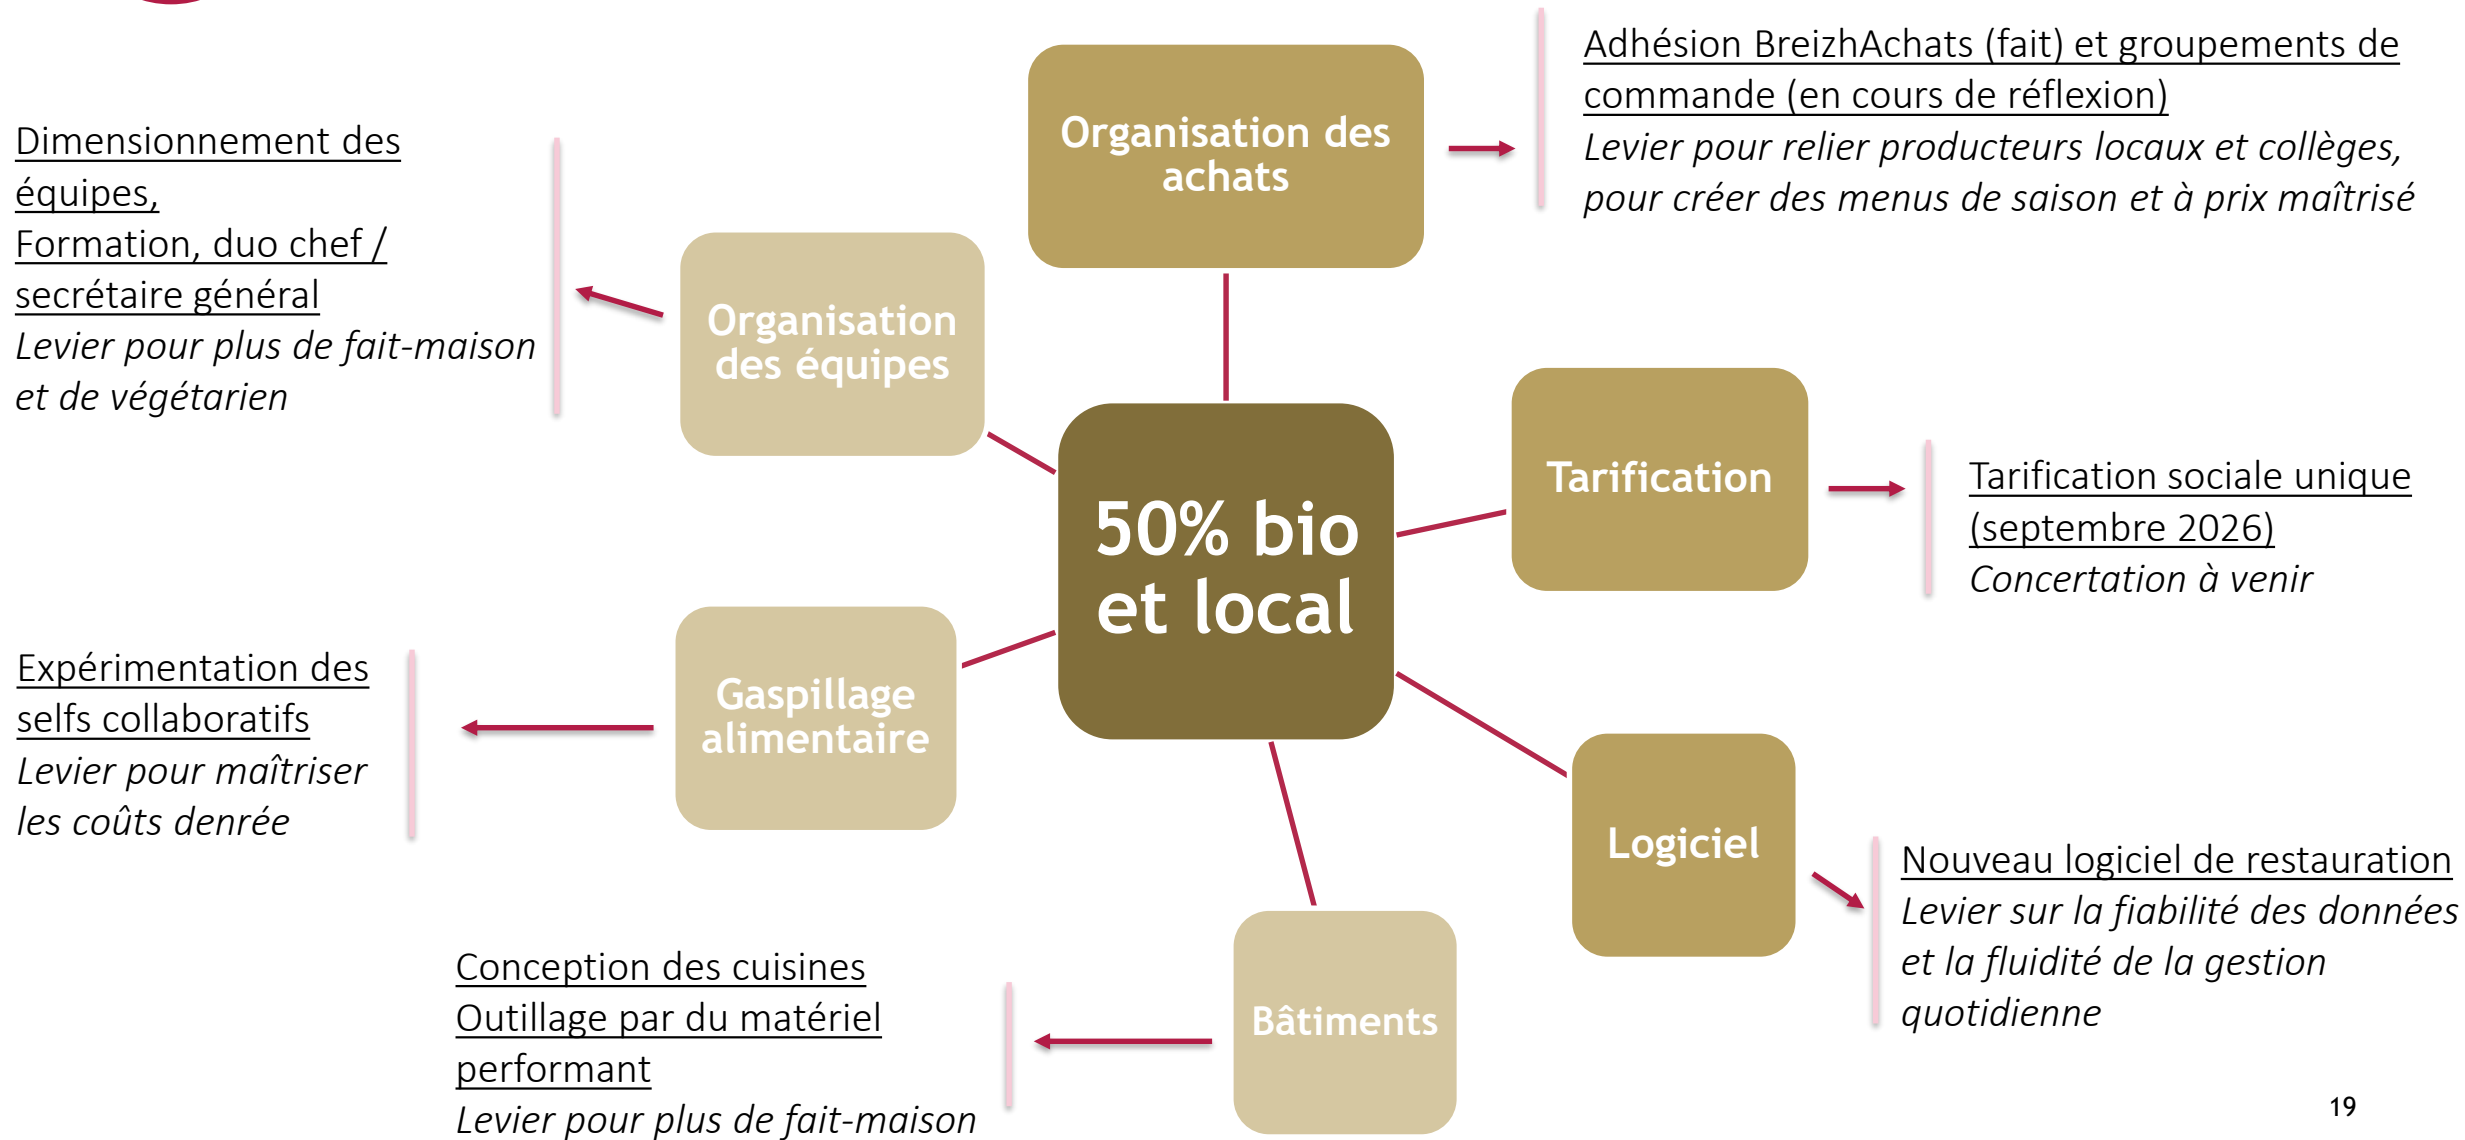 Adhésion BreizhAchats (fait) et groupements de
commande (en cours de réflexion)
Levier pour relier producteurs locaux et collèges,
pour créer des menus de saison et à prix maîtrisé
Organisation des
achats
Dimensionnement des
équipes,
Formation, duo chef /
secrétaire général
Levier pour plus de fait-maison
et de végétarien
Organisation
des équipes
50% bio
et local
Tarification
Tarification sociale unique
(septembre 2026)
Concertation à venir
Expérimentation des
selfs collaboratifs
Levier pour maîtriser
les coûts denrée
Gaspillage
alimentaire
Logiciel
Nouveau logiciel de restauration
Levier sur la fiabilité des données
et la fluidité de la gestion
quotidienne
Conception des cuisines
Outillage par du matériel
performant
Levier pour plus de fait-maison
Bâtiments
19